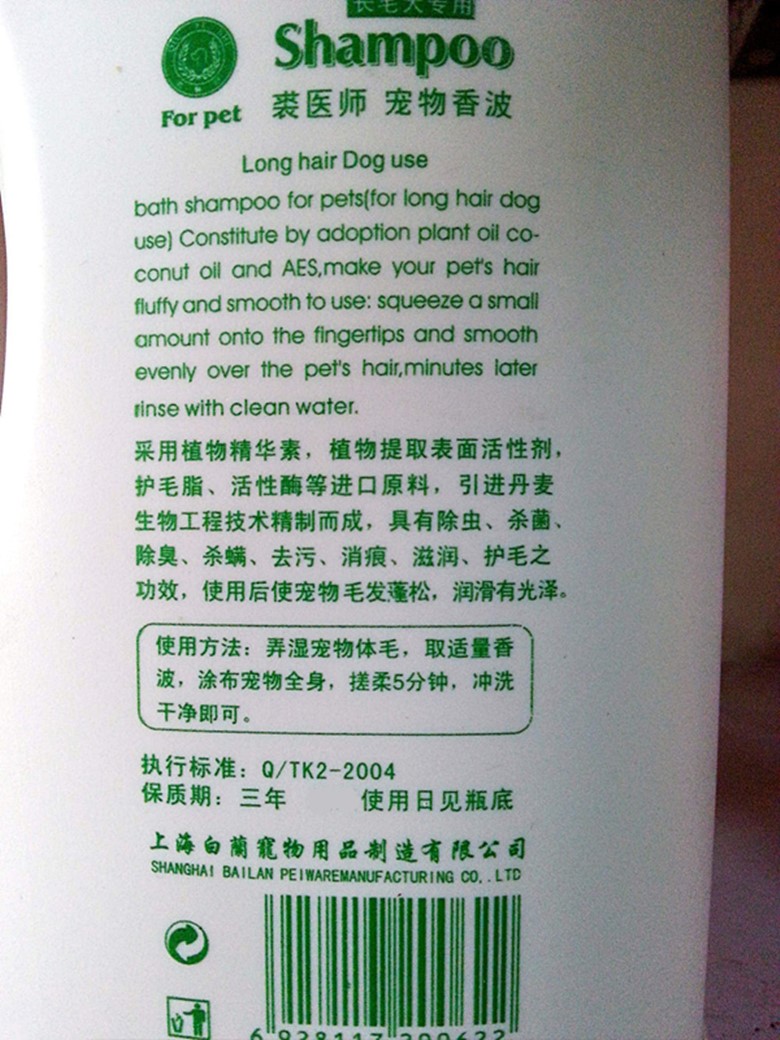 长毛犬专用
Shampoo
For pet
裘医师 宠物香波
Long hair Dog use
bath shampoo for pets(for long hair dog
use) Constitute by adoption plant oil co-
conut oil and AES,make your pet's hair
fluffy and smooth to use: squeeze a small
amount onto the fingertips and smooth
evenly over the pet's hair,minutes later
rinse with clean water.
采用植物精华素，植物提取表面活性剂，
护毛脂、活性酶等进口原料，引进丹麦
生物工程技术精制而成，具有除虫、杀菌、
除臭、杀螨、去污、消痕、滋润、护毛之
功效，使用后使宠物毛发蓬松，润滑有光泽。
使用方法：弄湿宠物体毛，取适量香
波，涂布宠物全身，搓柔5分钟，冲洗
干净即可。
执行标准：Q/TK2-2004
保质期：三年 使用日见瓶底
上海白蘭寵物用品制造有限公司
SHANGHAI BAILAN PEIWAREMANUFACTURING CO,.LTD
6 928117 200622